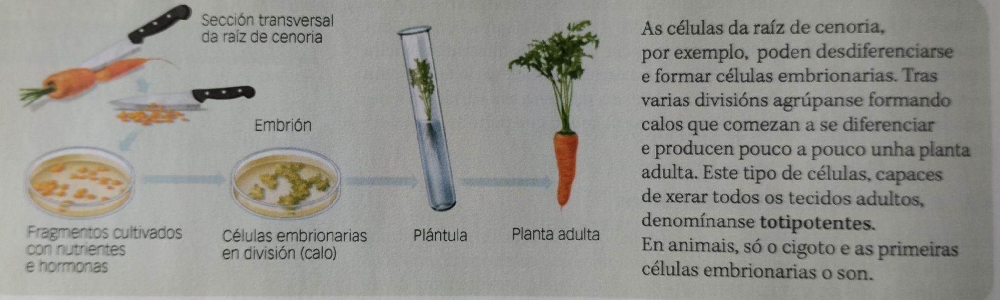 Sección transversal
da raíz de cenoria
Embrión
Fragmentos cultivados
con nutrientes
e hormonas
Células embrionarias
en división (calo)
Plántula
Planta adulta
As células da raíz de cenoria,
por exemplo, poden desdiferenciarse
e formar células embrionarias. Tras
varias divisións agrúpanse formando
calos que comezan a se diferenciar
e producen pouco a pouco unha planta
adulta. Este tipo de células, capaces
de xerar todos os tecidos adultos,
denomínanse totipotentes.
En animais, só o cigoto e as primeiras
células embrionarias o son.